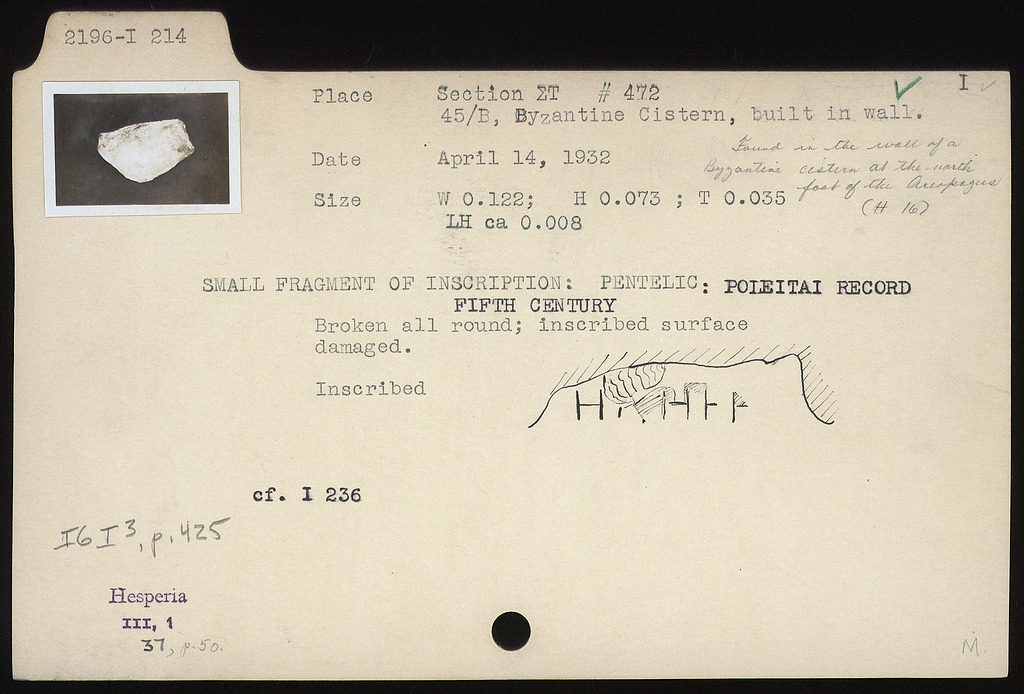 2196-I 214
I
Place Section ΣΤ # 472
45/B, Byzantine Cistern, built in wall.
Found in the wall of a
Byzantine cistern at the north
foot of the Areopagus
(H 16)
Date April 14, 1932
Size W 0.122; H 0.073 ; T 0.035
LH ca 0.008
SMALL FRAGMENT OF INSCRIPTION: PENTELIC: POLEITAI RECORD
FIFTH CENTURY
Broken all round; inscribed surface
damaged.
Inscribed
cf. I 236
IG I3, p. 425
Hesperia
III, 1
37, p. 50.
M.